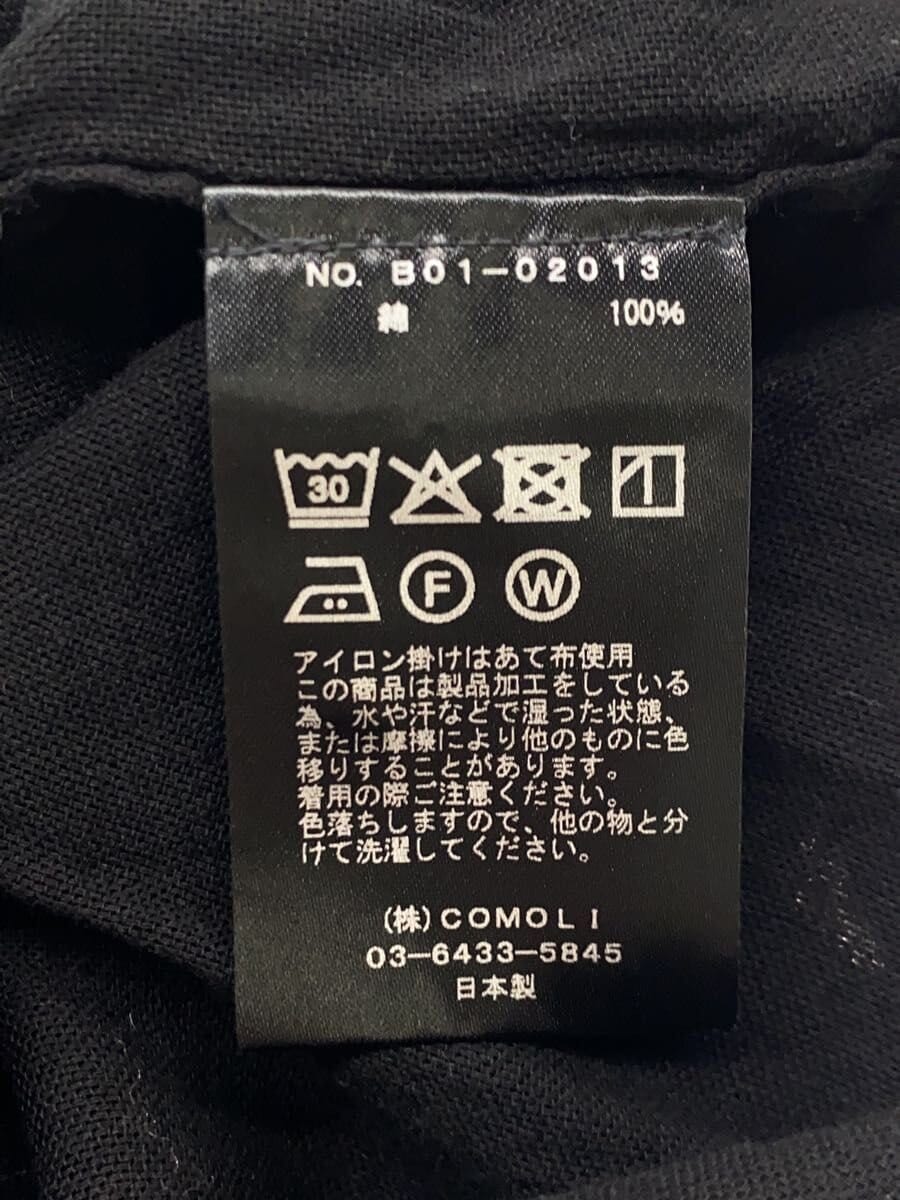 NO. B01-02013
綿 100%
30
F W
アイロン掛けはあて布使用
この商品は製品加工をしている
為、水や汗などで湿った状態、
または摩擦により他のものに色
移りすることがあります。
着用の際ご注意ください。
色落ちしますので、他の物と分
けて洗濯してください。
(株)COMOLI
03-6433-5845
日本製